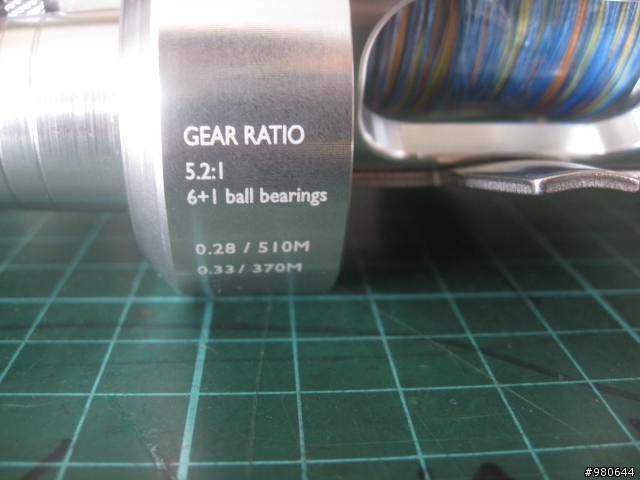 GEAR RATIO
5.2:1
6+1 ball bearings
0.28 / 510M
0.33 / 370M
#980644